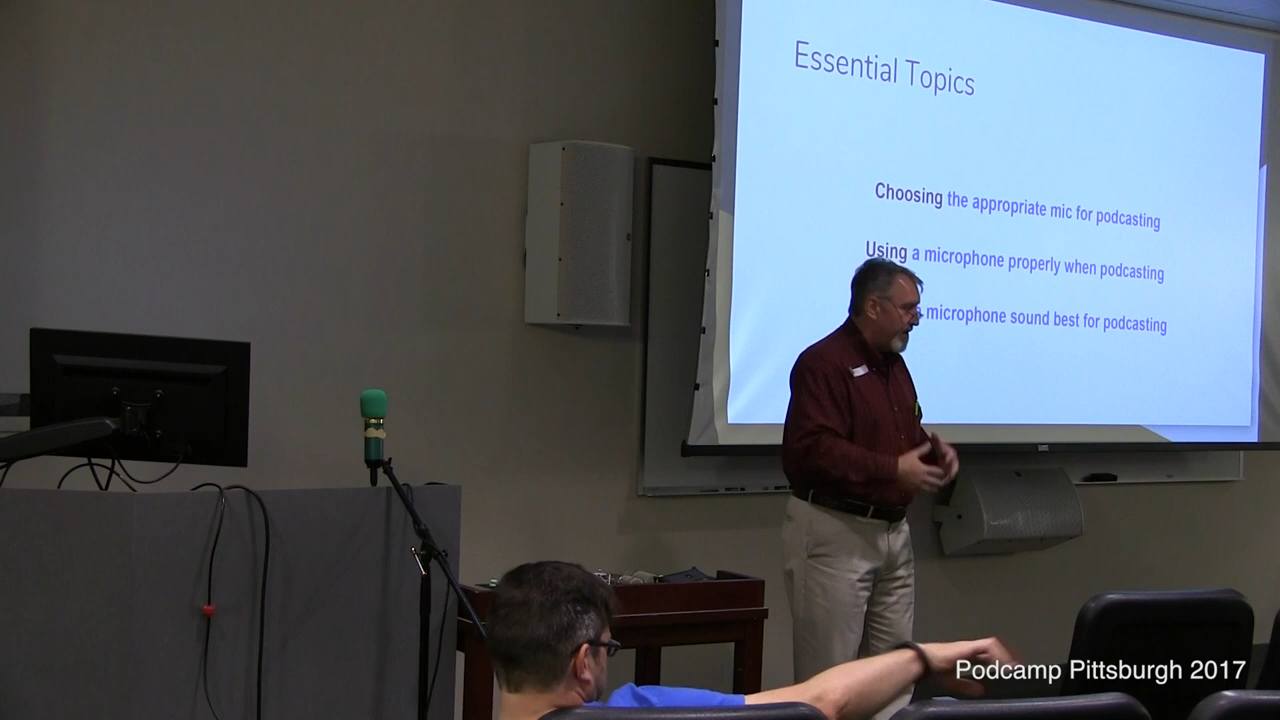 Essential Topics
Choosing the appropriate mic for podcasting
Using a microphone properly when podcasting
microphone sound best for podcasting
Podcamp Pittsburgh 2017